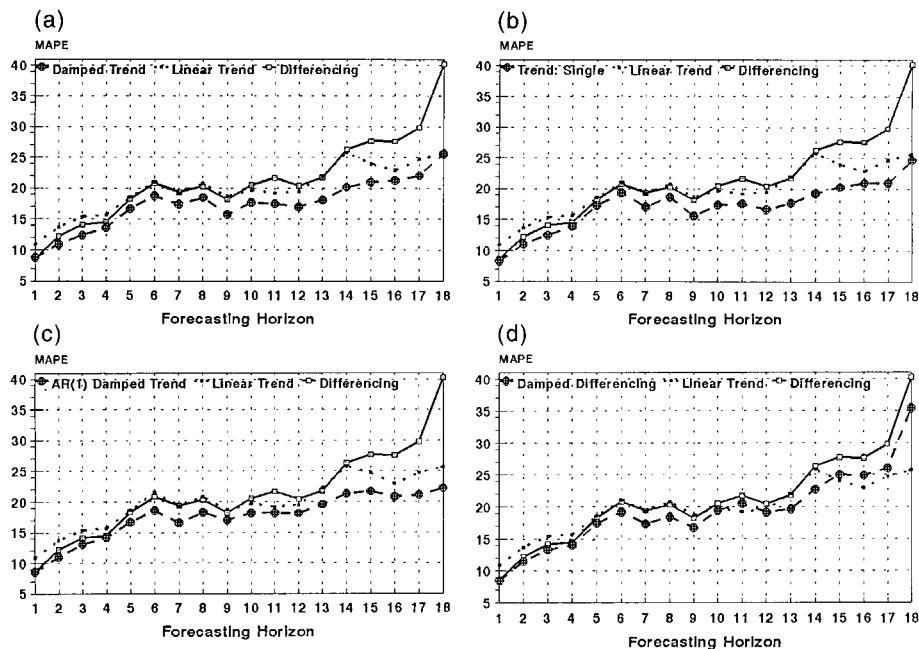 (a)
MAPE
Damped Trend Linear Trend Differencing
40
35
30
25
20
15
10
5
1 2 3 4 5 6 7 8 9 10 11 12 13 14 15 16 17 18
Forecasting Horizon
(b)
MAPE
Trend: Single Linear Trend Differencing
40
35
30
25
20
15
10
5
1 2 3 4 5 6 7 8 9 10 11 12 13 14 15 16 17 18
Forecasting Horizon
(c)
MAPE
AR(1) Damped Trend Linear Trend Differencing
40
35
30
25
20
15
10
5
1 2 3 4 5 6 7 8 9 10 11 12 13 14 15 16 17 18
Forecasting Horizon
(d)
MAPE
Damped Differencing Linear Trend Differencing
40
35
30
25
20
15
10
5
1 2 3 4 5 6 7 8 9 10 11 12 13 14 15 16 17 18
Forecasting Horizon